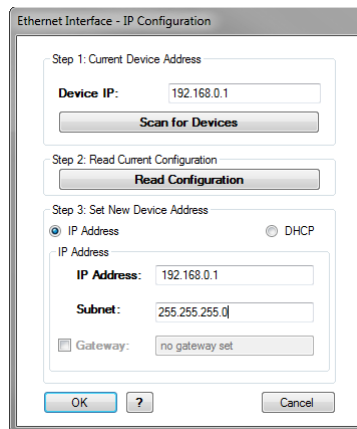 Ethernet Interface - IP Configuration
Step 1: Current Device Address
Device IP: 192.168.0.1
Scan for Devices
Step 2: Read Current Configuration
Read Configuration
Step 3: Set New Device Address
IP Address DHCP
IP Address
IP Address: 192.168.0.1
Subnet: 255.255.255.0
Gateway: no gateway set
OK ? Cancel